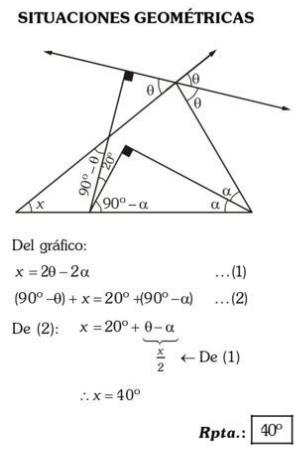 SITUACIONES GEOMÉTRICAS
θ
θ
θ
90° – θ
20°
x
90° – α
α
α
Del gráfico:
x = 2θ – 2α ...(1)
(90° –θ) + x = 20° +(90° – α) ...(2)
De (2): x = 20° + θ – α
x/2 ← De (1)
∴ x = 40°
Rpta.: 40°